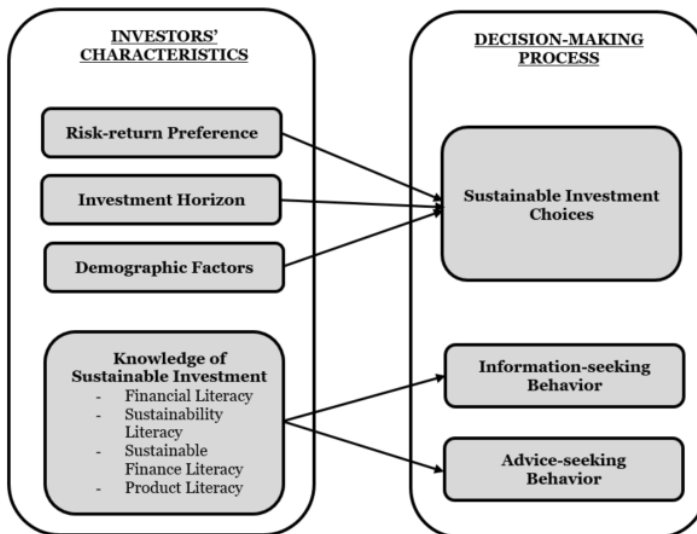 INVESTORS'
CHARACTERISTICS
Risk-return Preference
Investment Horizon
Demographic Factors
Knowledge of
Sustainable Investment
- Financial Literacy
- Sustainability
Literacy
- Sustainable
Finance Literacy
- Product Literacy
DECISION-MAKING
PROCESS
Sustainable Investment
Choices
Information-seeking
Behavior
Advice-seeking
Behavior